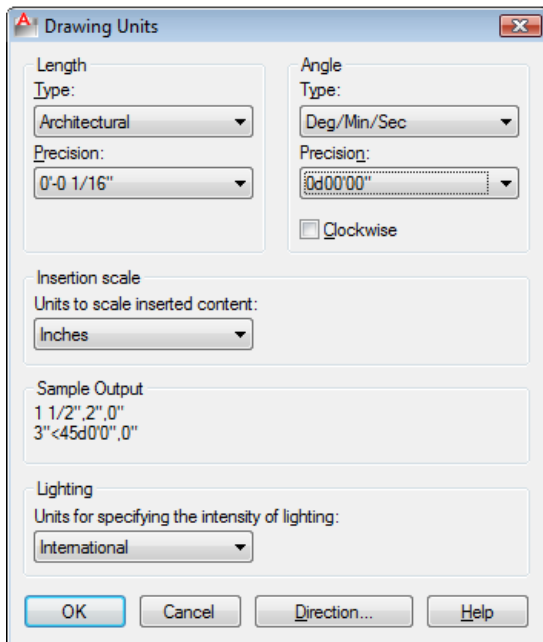 Drawing Units
Length
Type:
Architectural
Precision:
0'-0 1/16"
Angle
Type:
Deg/Min/Sec
Precision:
0d00'00"
Clockwise
Insertion scale
Units to scale inserted content:
Inches
Sample Output
1 1/2",2",0"
3"<45d0'0",0"
Lighting
Units for specifying the intensity of lighting:
International
OK
Cancel
Direction...
Help